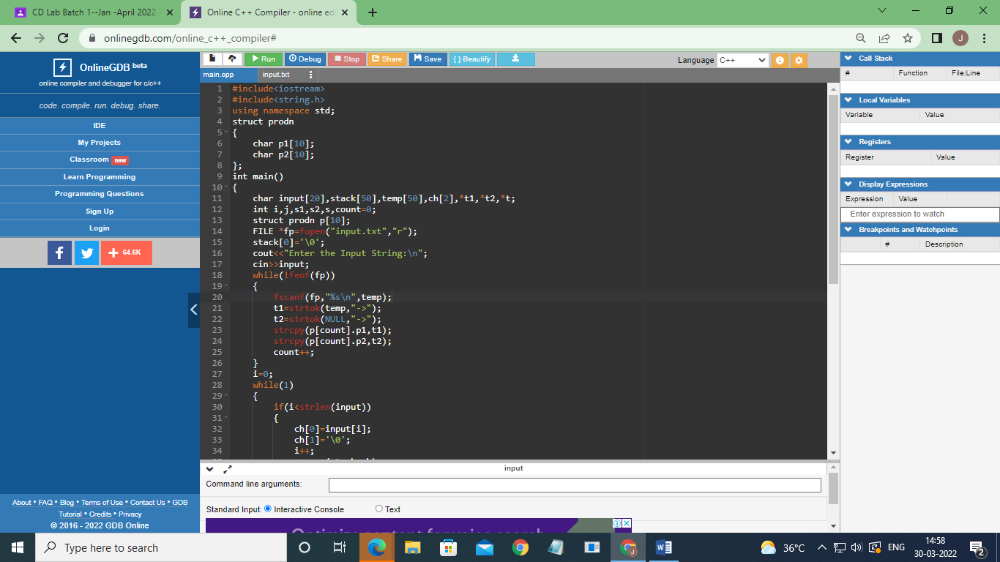 CD Lab Batch 1--Jan -April 2022
Online C++ Compiler - online ed
onlinegdb.com/online_c++_compiler#
J
OnlineGDB beta
online compiler and debugger for c/c++
code. compile. run. debug. share.
IDE
My Projects
Classroom new
Learn Programming
Programming Questions
Sign Up
Login
64.6K
About • FAQ • Blog • Terms of Use • Contact Us • GDB
Tutorial • Credits • Privacy
© 2016 - 2022 GDB Online
Run Debug Stop Share Save { } Beautify
Language C++
main.cpp input.txt
1 #include<iostream>
2 #include<string.h>
3 using namespace std;
4 struct prodn
5 {
6 char p1[10];
7 char p2[10];
8 };
9 int main()
10 {
11 char input[20],stack[50],temp[50],ch[2],*t1,*t2,*t;
12 int i,j,s1,s2,s,count=0;
13 struct prodn p[10];
14 FILE *fp=fopen("input.txt","r");
15 stack[0]='\0';
16 cout<<"Enter the Input String:\n";
17 cin>>input;
18 while(!feof(fp))
19 {
20 fscanf(fp,"%s\n",temp);
21 t1=strtok(temp,"->");
22 t2=strtok(NULL,"->");
23 strcpy(p[count].p1,t1);
24 strcpy(p[count].p2,t2);
25 count++;
26 }
27 i=0;
28 while(1)
29 {
30 if(i<strlen(input))
31 {
32 ch[0]=input[i];
33 ch[1]='\0';
34 i++;
input
Command line arguments:
Standard Input: Interactive Console Text
Call Stack
# Function File:Line
Local Variables
Variable Value
Registers
Register Value
Display Expressions
Expression Value
Enter expression to watch
Breakpoints and Watchpoints
# Description
Type here to search
36°C
ENG
14:58
30-03-2022
2